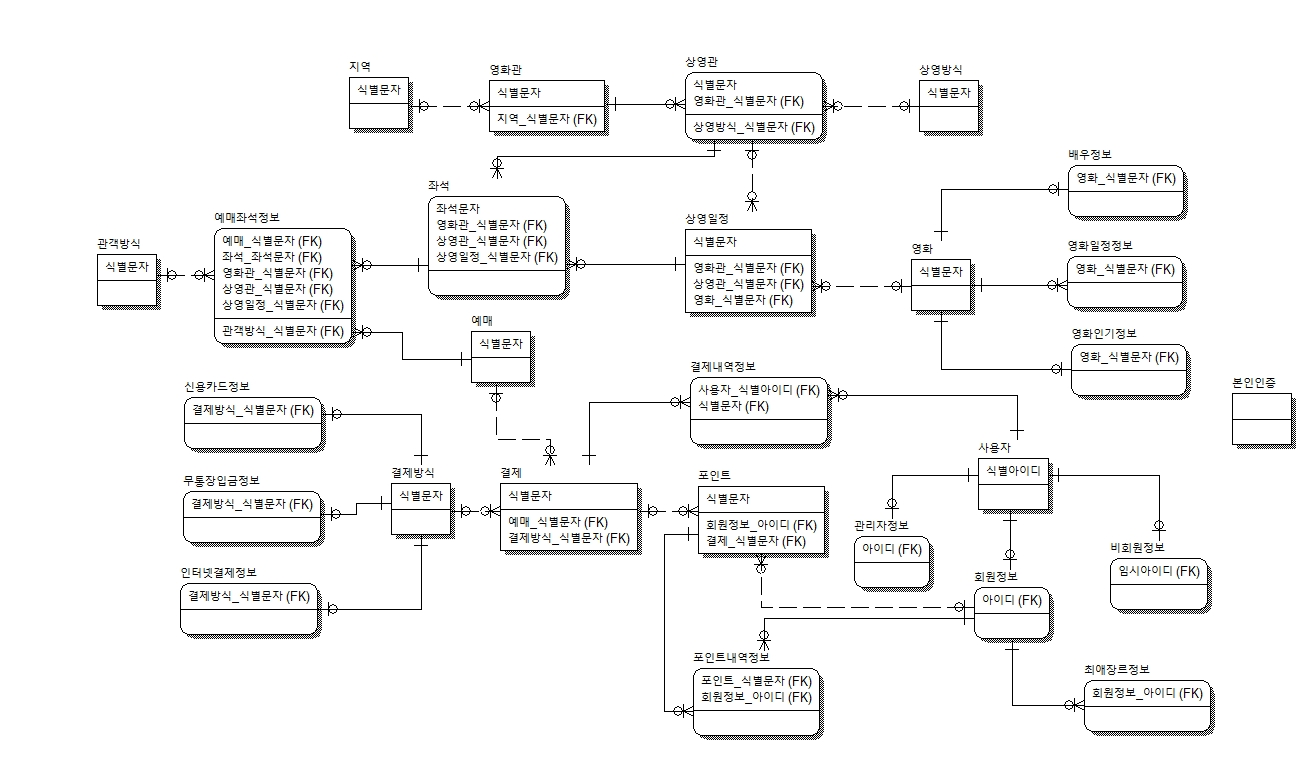 지역
식별문자
영화관
식별문자
지역_식별문자 (FK)
상영관
식별문자
영화관_식별문자 (FK)
상영방식_식별문자 (FK)
상영방식
식별문자
배우정보
영화_식별문자 (FK)
좌석
좌석문자
영화관_식별문자 (FK)
상영관_식별문자 (FK)
상영일정_식별문자 (FK)
예매좌석정보
예매_식별문자 (FK)
좌석_좌석문자 (FK)
영화관_식별문자 (FK)
상영관_식별문자 (FK)
상영일정_식별문자 (FK)
관객방식_식별문자 (FK)
관객방식
식별문자
상영일정
식별문자
영화관_식별문자 (FK)
상영관_식별문자 (FK)
영화_식별문자 (FK)
영화
식별문자
영화일정정보
영화_식별문자 (FK)
영화인기정보
영화_식별문자 (FK)
예매
식별문자
결제내역정보
사용자_식별아이디 (FK)
식별문자 (FK)
본인인증
신용카드정보
결제방식_식별문자 (FK)
무통장입금정보
결제방식_식별문자 (FK)
인터넷결제정보
결제방식_식별문자 (FK)
결제방식
식별문자
결제
식별문자
예매_식별문자 (FK)
결제방식_식별문자 (FK)
포인트
식별문자
회원정보_아이디 (FK)
결제_식별문자 (FK)
사용자
식별아이디
관리자정보
아이디 (FK)
회원정보
아이디 (FK)
비회원정보
임시아이디 (FK)
포인트내역정보
포인트_식별문자 (FK)
회원정보_아이디 (FK)
최애장르정보
회원정보_아이디 (FK)